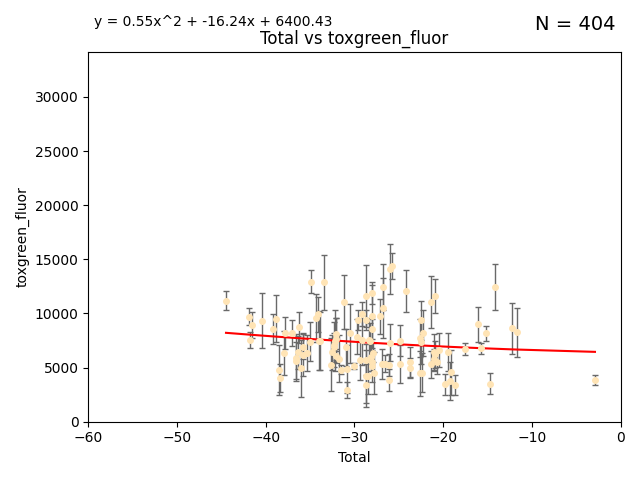 y = 0.55x^2 + -16.24x + 6400.43
N = 404
Total vs toxgreen_fluor
30000
25000
20000
15000
10000
5000
0
toxgreen_fluor
−60
−50
−40
−30
−20
−10
0
Total